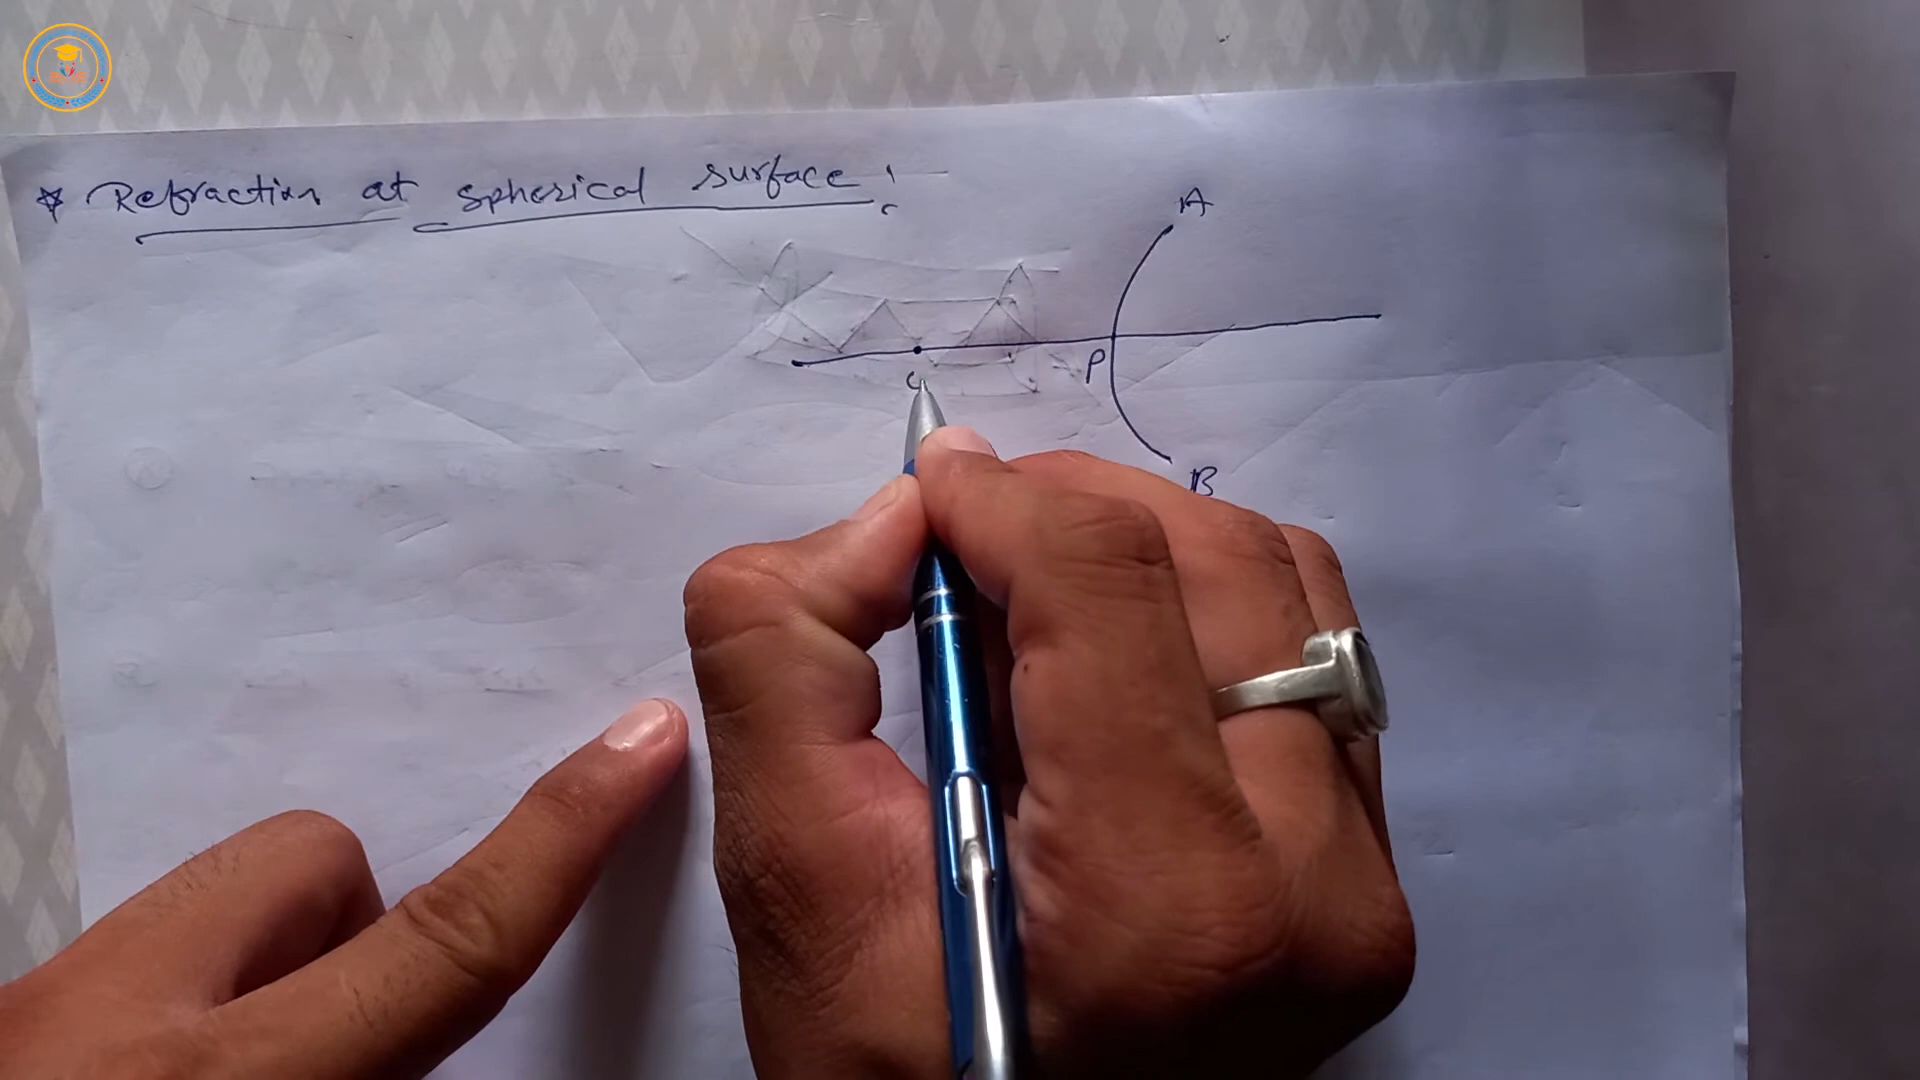 * Refraction at spherical surface :
A
P
C
B